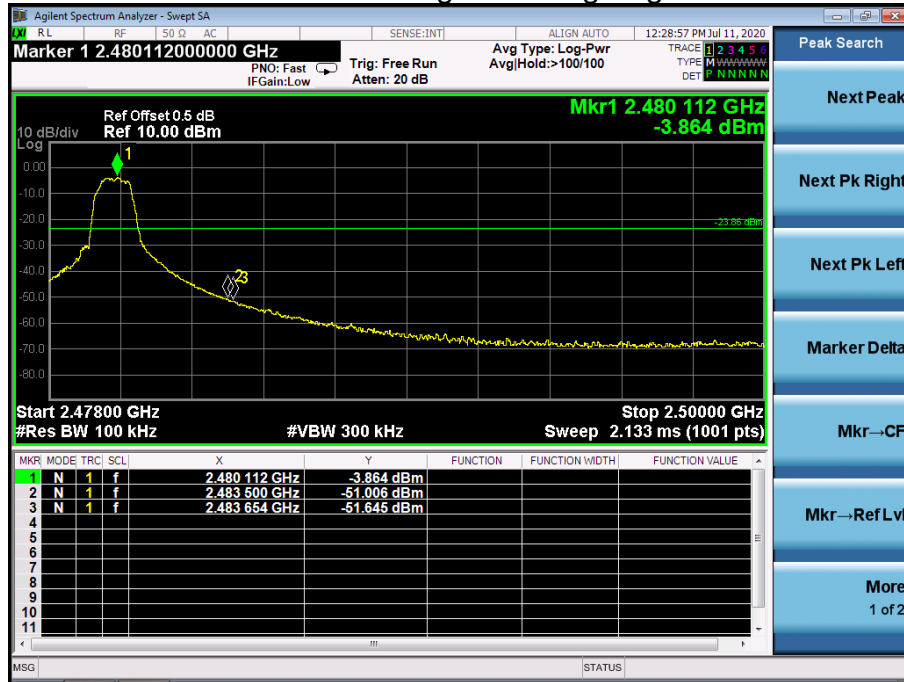 Agilent Spectrum Analyzer - Swept SA
LXI RL RF 50 Ω AC SENSE:INT ALIGN AUTO 12:28:57 PM Jul 11, 2020
Marker 1 2.480112000000 GHz
PNO: Fast
IFGain:Low
Trig: Free Run
Atten: 20 dB
Avg Type: Log-Pwr
Avg|Hold:>100/100
TRACE 1 2 3 4 5 6
TYPE M W W W W W
DET P N N N N N
Ref Offset 0.5 dB
10 dB/div Ref 10.00 dBm
Log
Mkr1 2.480 112 GHz
-3.864 dBm
1
0.00
-10.0
-20.0
-23.86 dBm
-30.0
-40.0
23
-50.0
-60.0
-70.0
-80.0
Start 2.47800 GHz Stop 2.50000 GHz
#Res BW 100 kHz #VBW 300 kHz Sweep 2.133 ms (1001 pts)
MKR MODE TRC SCL X Y FUNCTION FUNCTION WIDTH FUNCTION VALUE
1 N 1 f 2.480 112 GHz -3.864 dBm
2 N 1 f 2.483 500 GHz -51.006 dBm
3 N 1 f 2.483 654 GHz -51.645 dBm
4
5
6
7
8
9
10
11
MSG STATUS
Peak Search
Next Peak
Next Pk Right
Next Pk Left
Marker Delta
Mkr→CF
Mkr→Ref Lvl
More
1 of 2